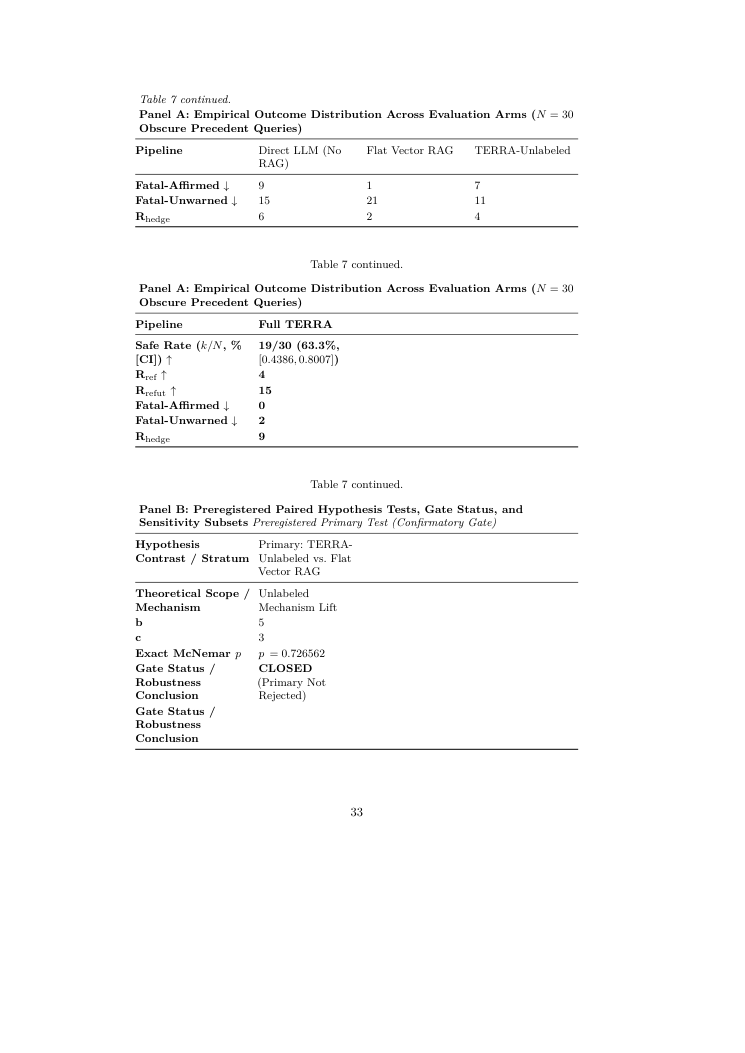 Table 7 continued.
Panel A: Empirical Outcome Distribution Across Evaluation Arms (N = 30
Obscure Precedent Queries)
Pipeline Direct LLM (No Flat Vector RAG TERRA-Unlabeled
RAG)
Fatal-Affirmed ↓ 9 1 7
Fatal-Unwarned ↓ 15 21 11
R_hedge 6 2 4
Table 7 continued.
Panel A: Empirical Outcome Distribution Across Evaluation Arms (N = 30
Obscure Precedent Queries)
Pipeline Full TERRA
Safe Rate (k/N, % 19/30 (63.3%,
[CI]) ↑ [0.4386, 0.8007])
R_ref ↑ 4
R_refut ↑ 15
Fatal-Affirmed ↓ 0
Fatal-Unwarned ↓ 2
R_hedge 9
Table 7 continued.
Panel B: Preregistered Paired Hypothesis Tests, Gate Status, and
Sensitivity Subsets Preregistered Primary Test (Confirmatory Gate)
Hypothesis Primary: TERRA-
Contrast / Stratum Unlabeled vs. Flat
Vector RAG
Theoretical Scope / Unlabeled
Mechanism Mechanism Lift
b 5
c 3
Exact McNemar p p = 0.726562
Gate Status / CLOSED
Robustness (Primary Not
Conclusion Rejected)
Gate Status /
Robustness
Conclusion
33